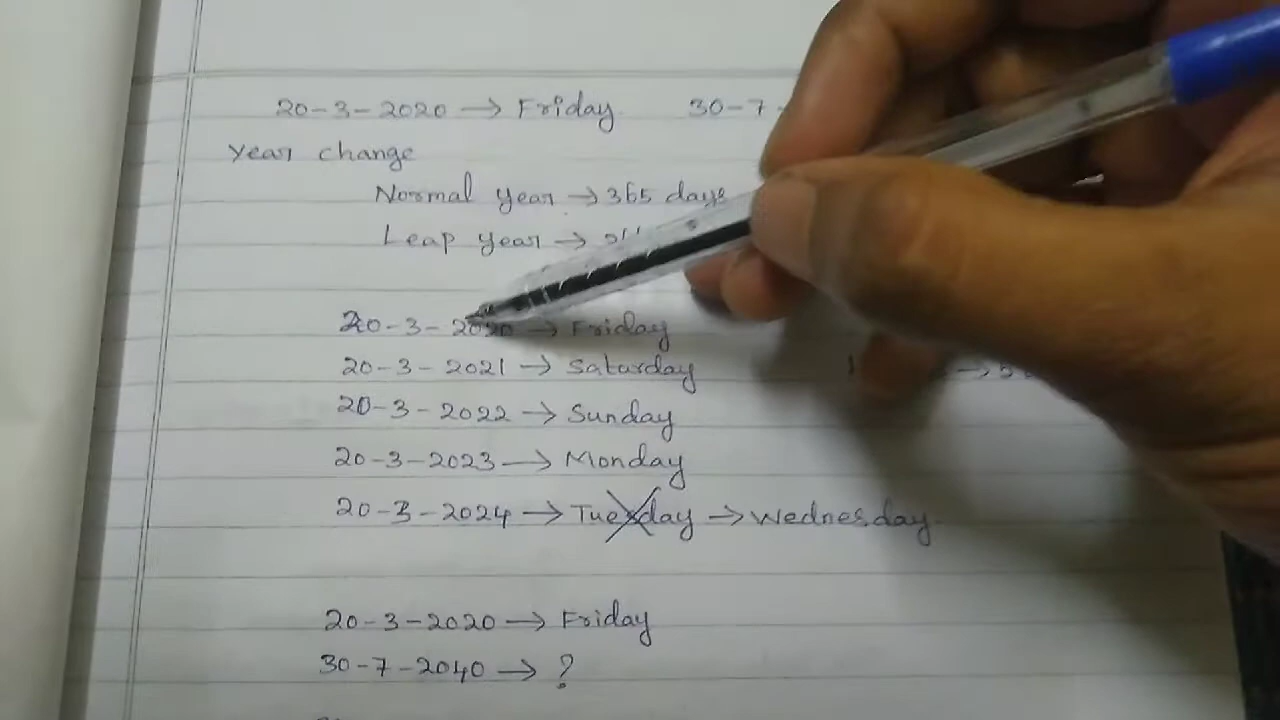 20-3-2020 → Friday 30-7-
Year change
Normal year → 365 days
Leap year →
20-3-2020 → Friday
20-3-2021 → Saturday
20-3-2022 → Sunday
20-3-2023 → Monday
20-3-2024 → Tuesday → Wednesday
20-3-2020 → Friday
30-7-2040 → ?